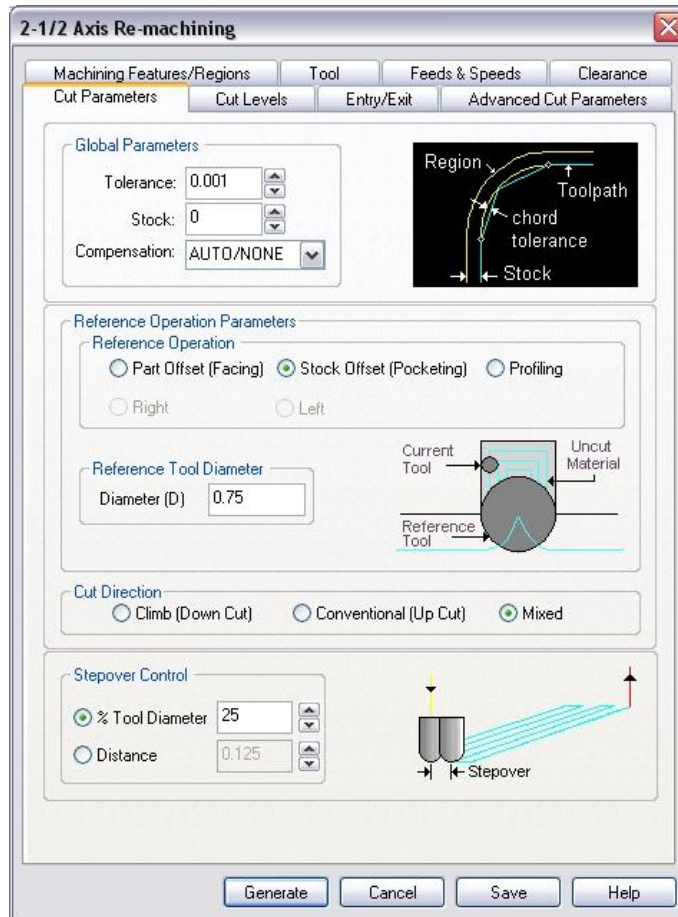 2-1/2 Axis Re-machining
Machining Features/Regions Tool Feeds & Speeds Clearance
Cut Parameters Cut Levels Entry/Exit Advanced Cut Parameters
Global Parameters
Tolerance: 0.001
Stock: 0
Compensation: AUTO/NONE
Region
Toolpath
chord
tolerance
Stock
Reference Operation Parameters
Reference Operation
Part Offset (Facing) Stock Offset (Pocketing) Profiling
Right Left
Reference Tool Diameter
Diameter (D) 0.75
Current
Tool
Uncut
Material
Reference
Tool
Cut Direction
Climb (Down Cut) Conventional (Up Cut) Mixed
Stepover Control
% Tool Diameter 25
Distance 0.125
Stepover
Generate Cancel Save Help